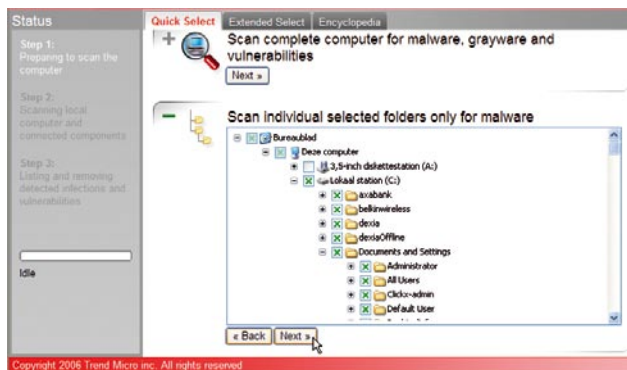 Status
Step 1:
Preparing to scan the
computer
Step 2:
Scanning local
computer and
connected components
Step 3:
Listing and removing
detected infections and
vulnerabilities
Idle
Quick Select Extended Select Encyclopedia
Scan complete computer for malware, grayware and
vulnerabilities
Next »
Scan individual selected folders only for malware
Bureaublad
Deze computer
3,5-inch diskettestation (A:)
Lokaal station (C:)
axabank
belkinwireless
dexia
dexiaOffline
Documents and Settings
Administrator
All Users
Clickx-admin
Default User
« Back Next »
Copyright 2006 Trend Micro inc. All rights reserved